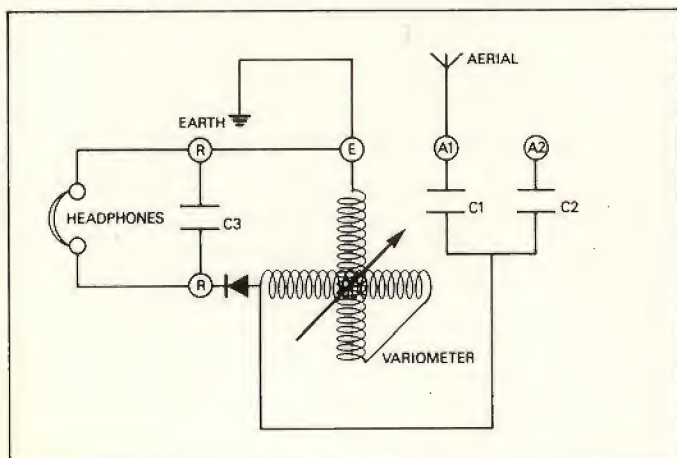 AERIAL
EARTH
R
E
A1
A2
HEADPHONES
C3
C1
C2
R
VARIOMETER